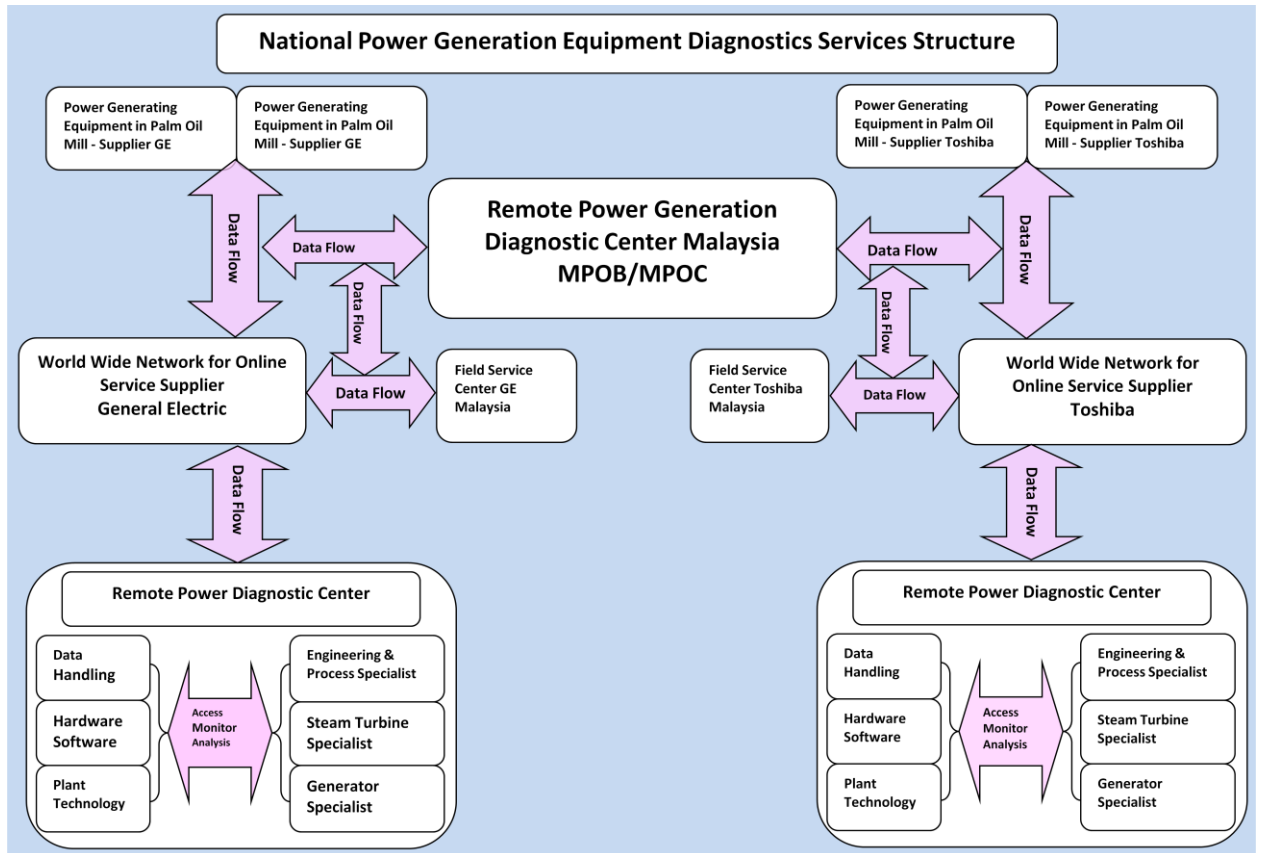 National Power Generation Equipment Diagnostics Services Structure
Power Generating
Equipment in Palm Oil
Mill - Supplier GE
Power Generating
Equipment in Palm Oil
Mill - Supplier GE
Power Generating
Equipment in Palm Oil
Mill - Supplier Toshiba
Power Generating
Equipment in Palm Oil
Mill - Supplier Toshiba
Data Flow
Data Flow
Data Flow
Remote Power Generation
Diagnostic Center Malaysia
MPOB/MPOC
Data Flow
Data Flow
Data Flow
World Wide Network for Online
Service Supplier
General Electric
Data Flow
Field Service
Center GE
Malaysia
Field Service
Center Toshiba
Malaysia
Data Flow
World Wide Network for
Online Service Supplier
Toshiba
Data Flow
Data Flow
Remote Power Diagnostic Center
Data
Handling
Hardware
Software
Plant
Technology
Access
Monitor
Analysis
Engineering &
Process Specialist
Steam Turbine
Specialist
Generator
Specialist
Remote Power Diagnostic Center
Data
Handling
Hardware
Software
Plant
Technology
Access
Monitor
Analysis
Engineering &
Process Specialist
Steam Turbine
Specialist
Generator
Specialist